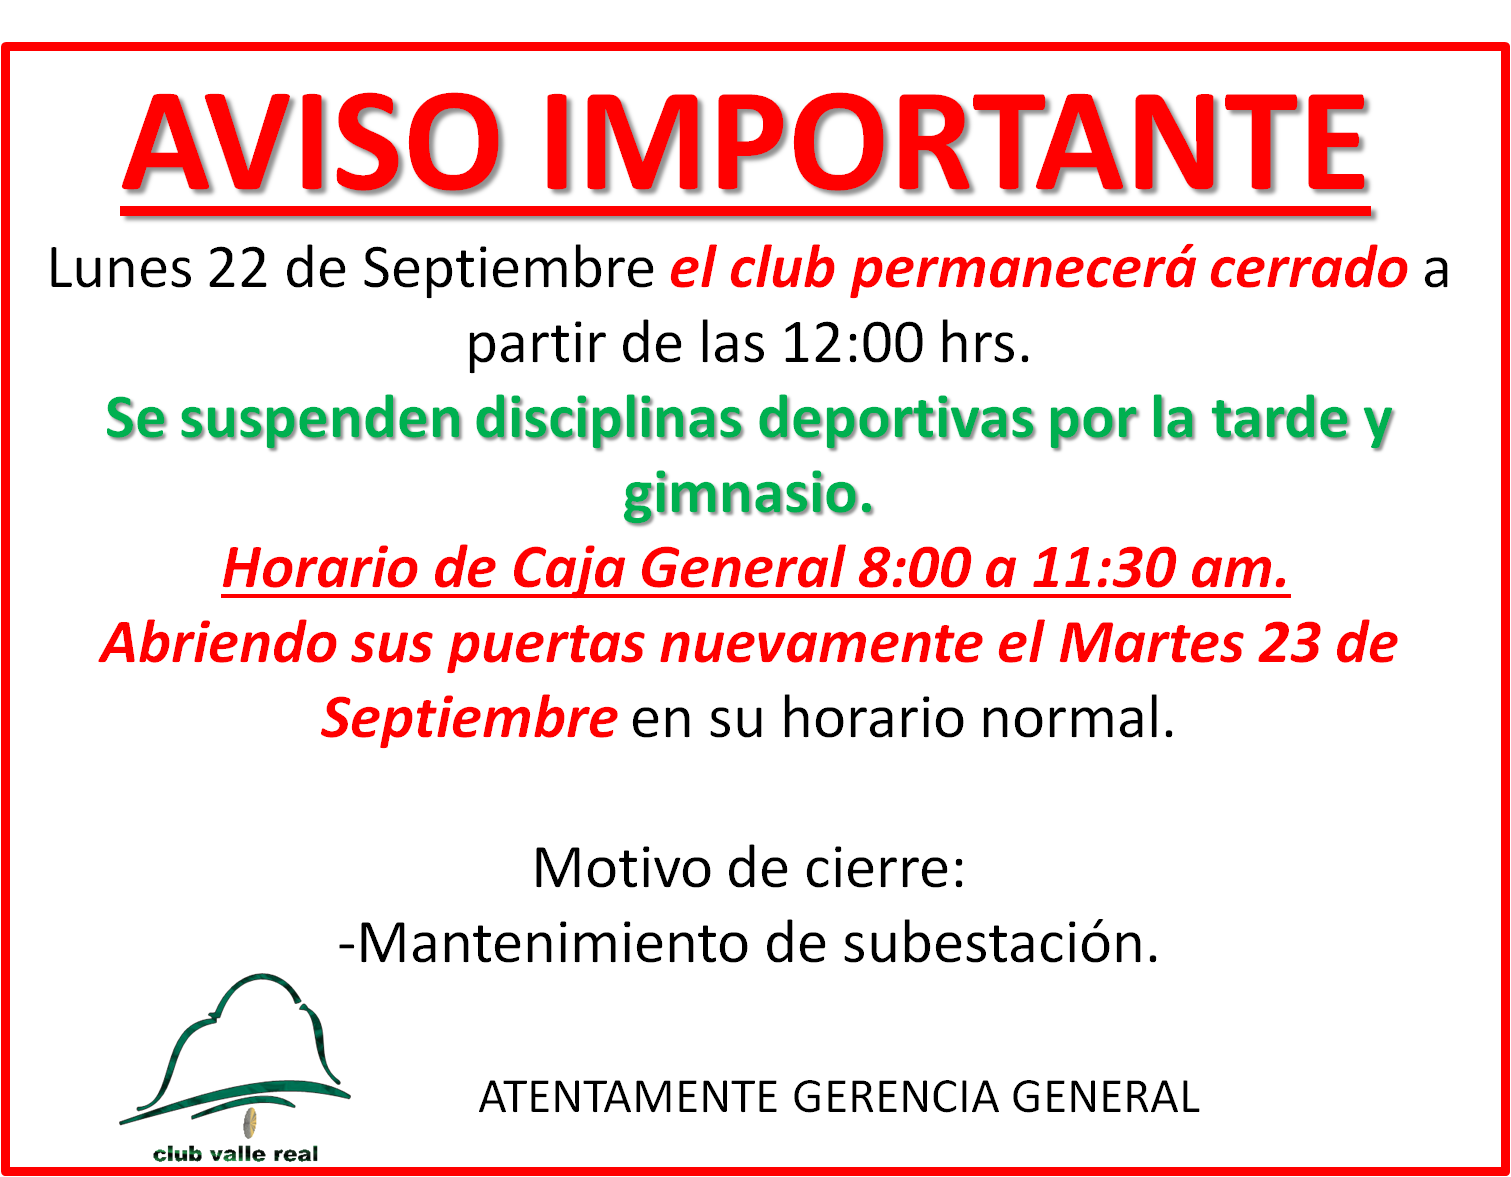 AVISO IMPORTANTE
Lunes 22 de Septiembre el club permanecerá cerrado a
partir de las 12:00 hrs.
Se suspenden disciplinas deportivas por la tarde y
gimnasio.
Horario de Caja General 8:00 a 11:30 am.
Abriendo sus puertas nuevamente el Martes 23 de
Septiembre en su horario normal.
Motivo de cierre:
-Mantenimiento de subestación.
ATENTAMENTE GERENCIA GENERAL
club valle real